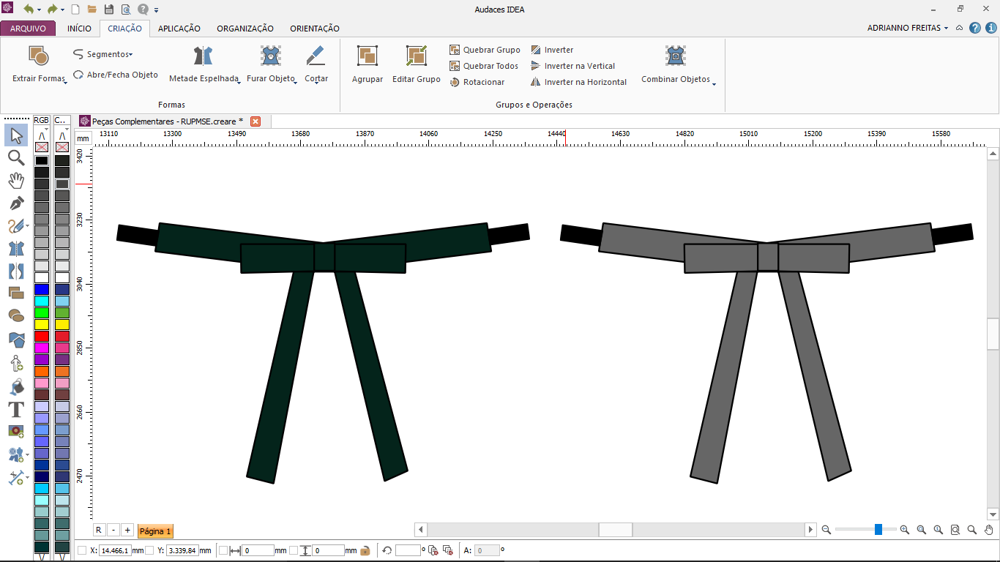 Audaces IDEA
ARQUIVO INÍCIO CRIAÇÃO APLICAÇÃO ORGANIZAÇÃO ORIENTAÇÃO ADRIANNO FREITAS
Extrair Formas
Segmentos
Abre/Fecha Objeto
Metade Espelhada
Furar Objeto
Cortar
Formas
Agrupar
Editar Grupo
Quebrar Grupo
Quebrar Todos
Rotacionar
Inverter
Inverter na Vertical
Inverter na Horizontal
Combinar Objetos
Grupos e Operações
RGB C..
Peças Complementares - RUPMSE.creare *
mm 13110 13300 13490 13680 13870 14060 14250 14440 14630 14820 15010 15200 15390 15580
3420
3230
3040
2850
2660
2470
R - + Página 1
X: 14.466,1 mm Y: 3.339,84 mm 0 mm 0 mm º A: 0 º